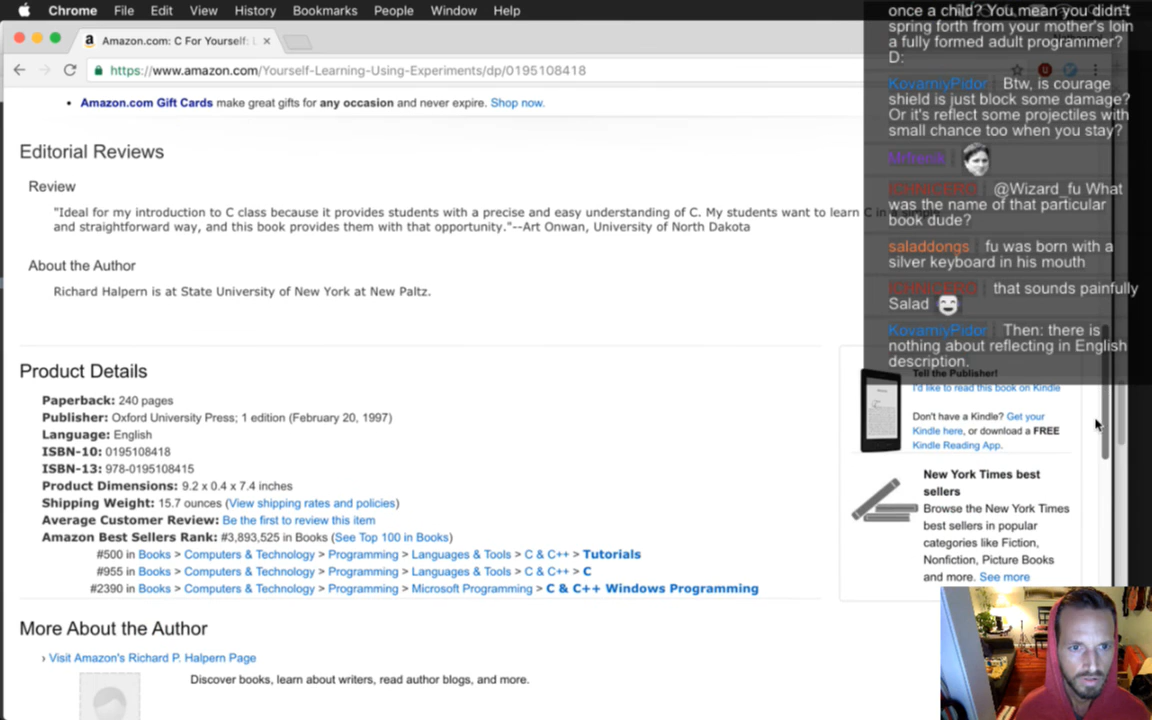 Chrome File Edit View History Bookmarks People Window Help
Amazon.com: C For Yourself: L
https://www.amazon.com/Yourself-Learning-Using-Experiments/dp/0195108418
Amazon.com Gift Cards make great gifts for any occasion and never expire. Shop now.
Editorial Reviews
Review
"Ideal for my introduction to C class because it provides students with a precise and easy understanding of C. My students want to learn C in a simple
and straightforward way, and this book provides them with that opportunity."--Art Onwan, University of North Dakota
About the Author
Richard Halpern is at State University of New York at New Paltz.
Product Details
Paperback: 240 pages
Publisher: Oxford University Press; 1 edition (February 20, 1997)
Language: English
ISBN-10: 0195108418
ISBN-13: 978-0195108415
Product Dimensions: 9.2 x 0.4 x 7.4 inches
Shipping Weight: 15.7 ounces (View shipping rates and policies)
Average Customer Review: Be the first to review this item
Amazon Best Sellers Rank: #3,893,525 in Books (See Top 100 in Books)
#500 in Books > Computers & Technology > Programming > Languages & Tools > C & C++ > Tutorials
#955 in Books > Computers & Technology > Programming > Languages & Tools > C & C++ > C
#2390 in Books > Computers & Technology > Programming > Microsoft Programming > C & C++ Windows Programming
More About the Author
› Visit Amazon's Richard P. Halpern Page
Discover books, learn about writers, read author blogs, and more.
once a child? You mean you didn't
spring forth from your mother's loin
a fully formed adult programmer?
D:
KovarniyPidor Btw, is courage
shield is just block some damage?
Or it's reflect some projectiles with
small chance too when you stay?
Mrfrenik
@Wizard_fu What
was the name of that particular
book dude?
saladdongs fu was born with a
silver keyboard in his mouth
that sounds painfully
Salad
KovarniyPidor Then: there is
nothing about reflecting in English
description.
Tell the Publisher!
I'd like to read this book on Kindle
Don't have a Kindle? Get your
Kindle here, or download a FREE
Kindle Reading App.
New York Times best
sellers
Browse the New York Times
best sellers in popular
categories like Fiction,
Nonfiction, Picture Books
and more. See more